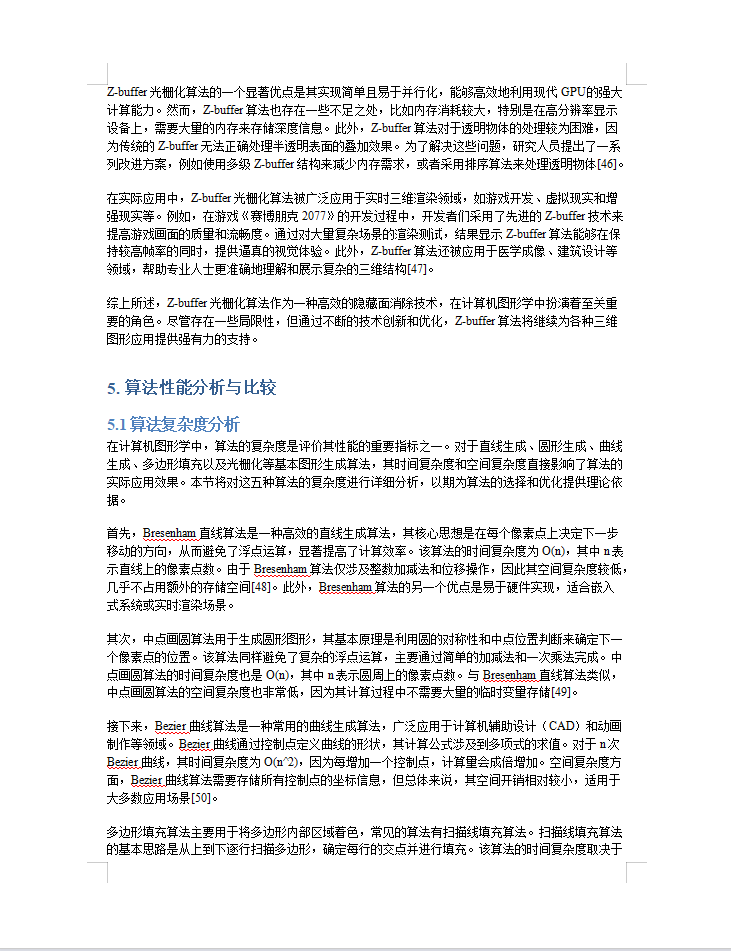 Z-buffer 光栅化算法的一个显著优点是其实现简单且易于并行化，能够高效地利用现代 GPU的强大
计算能力。然而，Z-buffer 算法也存在一些不足之处，比如内存消耗较大，特别是在高分辨率显示
设备上，需要大量的内存来存储深度信息。此外，Z-buffer 算法对于透明物体的处理较为困难，因
为传统的 Z-buffer 无法正确处理半透明表面的叠加效果。为了解决这些问题，研究人员提出了一系
列改进方案，例如使用多级 Z-buffer 结构来减少内存需求，或者采用排序算法来处理透明物体[46]。
在实际应用中，Z-buffer 光栅化算法被广泛应用于实时三维渲染领域，如游戏开发、虚拟现实和增
强现实等。例如，在游戏《赛博朋克 2077》的开发过程中，开发者们采用了先进的 Z-buffer 技术来
提高游戏画面的质量和流畅度。通过对大量复杂场景的渲染测试，结果显示 Z-buffer 算法能够在保
持较高帧率的同时，提供逼真的视觉体验。此外，Z-buffer 算法还被应用于医学成像、建筑设计等
领域，帮助专业人士更准确地理解和展示复杂的三维结构[47]。
综上所述，Z-buffer 光栅化算法作为一种高效的隐藏面消除技术，在计算机图形学中扮演着至关重
要的角色。尽管存在一些局限性，但通过不断的技术创新和优化，Z-buffer 算法将继续为各种三维
图形应用提供强有力的支持。
5. 算法性能分析与比较
5.1 算法复杂度分析
在计算机图形学中，算法的复杂度是评价其性能的重要指标之一。对于直线生成、圆形生成、曲线
生成、多边形填充以及光栅化等基本图形生成算法，其时间复杂度和空间复杂度直接影响了算法的
实际应用效果。本节将对这五种算法的复杂度进行详细分析，以期为算法的选择和优化提供理论依
据。
首先，Bresenham 直线算法是一种高效的直线生成算法，其核心思想是在每个像素点上决定下一步
移动的方向，从而避免了浮点运算，显著提高了计算效率。该算法的时间复杂度为 O(n)，其中 n 表
示直线上的像素点数。由于 Bresenham 算法仅涉及整数加减法和位移操作，因此其空间复杂度较低，
几乎不占用额外的存储空间[48]。此外，Bresenham 算法的另一个优点是易于硬件实现，适合嵌入
式系统或实时渲染场景。
其次，中点画圆算法用于生成圆形图形，其基本原理是利用圆的对称性和中点位置判断来确定下一
个像素点的位置。该算法同样避免了复杂的浮点运算，主要通过简单的加减法和一次乘法完成。中
点画圆算法的时间复杂度也是 O(n)，其中 n 表示圆周上的像素点数。与 Bresenham 直线算法类似，
中点画圆算法的空间复杂度也非常低，因为其计算过程中不需要大量的临时变量存储[49]。
接下来，Bezier 曲线算法是一种常用的曲线生成算法，广泛应用于计算机辅助设计（CAD）和动画
制作等领域。Bezier 曲线通过控制点定义曲线的形状，其计算公式涉及到多项式的求值。对于 n 次
Bezier 曲线，其时间复杂度为 O(n^2)，因为每增加一个控制点，计算量会成倍增加。空间复杂度方
面，Bezier 曲线算法需要存储所有控制点的坐标信息，但总体来说，其空间开销相对较小，适用于
大多数应用场景[50]。
多边形填充算法主要用于将多边形内部区域着色，常见的算法有扫描线填充算法。扫描线填充算法
的基本思路是从上到下逐行扫描多边形，确定每行的交点并进行填充。该算法的时间复杂度取决于